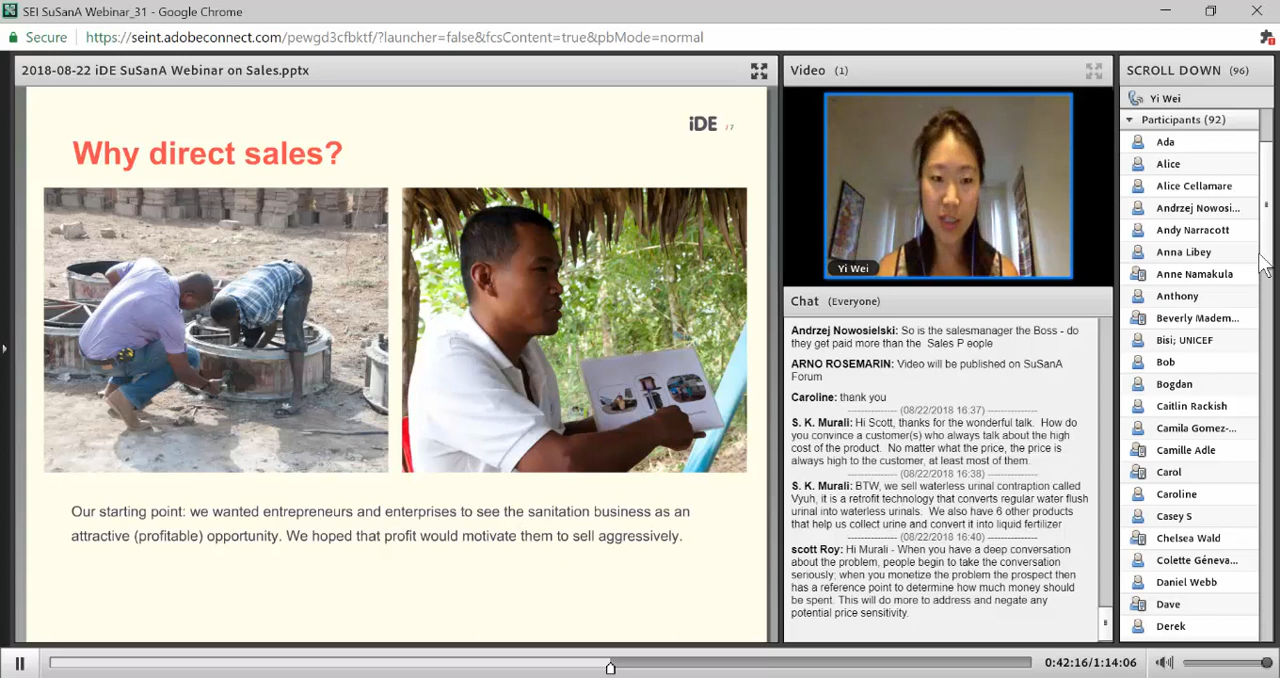 SEI SuSanA Webinar_31 - Google Chrome
Secure
https://seint.adobeconnect.com/pewgd3cfbktf/?launcher=false&fcsContent=true&pbMode=normal
2018-08-22 iDE SuSanA Webinar on Sales.pptx
iDE 17
Why direct sales?
Our starting point: we wanted entrepreneurs and enterprises to see the sanitation business as an
attractive (profitable) opportunity. We hoped that profit would motivate them to sell aggressively.
Video (1)
Yi Wei
Chat (Everyone)
Andrzej Nowosielski: So is the salesmanager the Boss - do
they get paid more than the Sales P eople
ARNO ROSEMARIN: Video will be published on SuSanA
Forum
Caroline: thank you
--------------- (08/22/2018 16:37) ---------------
S. K. Murali: Hi Scott, thanks for the wonderful talk. How do
you convince a customer(s) who always talk about the high
cost of the product. No matter what the price, the price is
always high to the customer, at least most of them.
--------------- (08/22/2018 16:38) ---------------
S. K. Murali: BTW, we sell waterless urinal contraption called
Vyuh, it is a retrofit technology that converts regular water flush
urinal into waterless urinals. We also have 6 other products
that help us collect urine and convert it into liquid fertilizer
--------------- (08/22/2018 16:40) ---------------
scott Roy: Hi Murali - When you have a deep conversation
about the problem, people begin to take the conversation
seriously; when you monetize the problem the prospect then
has a reference point to determine how much money should
be spent. This will do more to address and negate any
potential price sensitivity.
SCROLL DOWN (96)
Yi Wei
Participants (92)
Ada
Alice
Alice Cellamare
Andrzej Nowosi...
Andy Narracott
Anna Libey
Anne Namakula
Anthony
Beverly Madem...
Bisi; UNICEF
Bob
Bogdan
Caitlin Rackish
Camila Gomez-...
Camille Adle
Carol
Caroline
Casey S
Chelsea Wald
Colette Géneva...
Daniel Webb
Dave
Derek
0:42:16/1:14:06